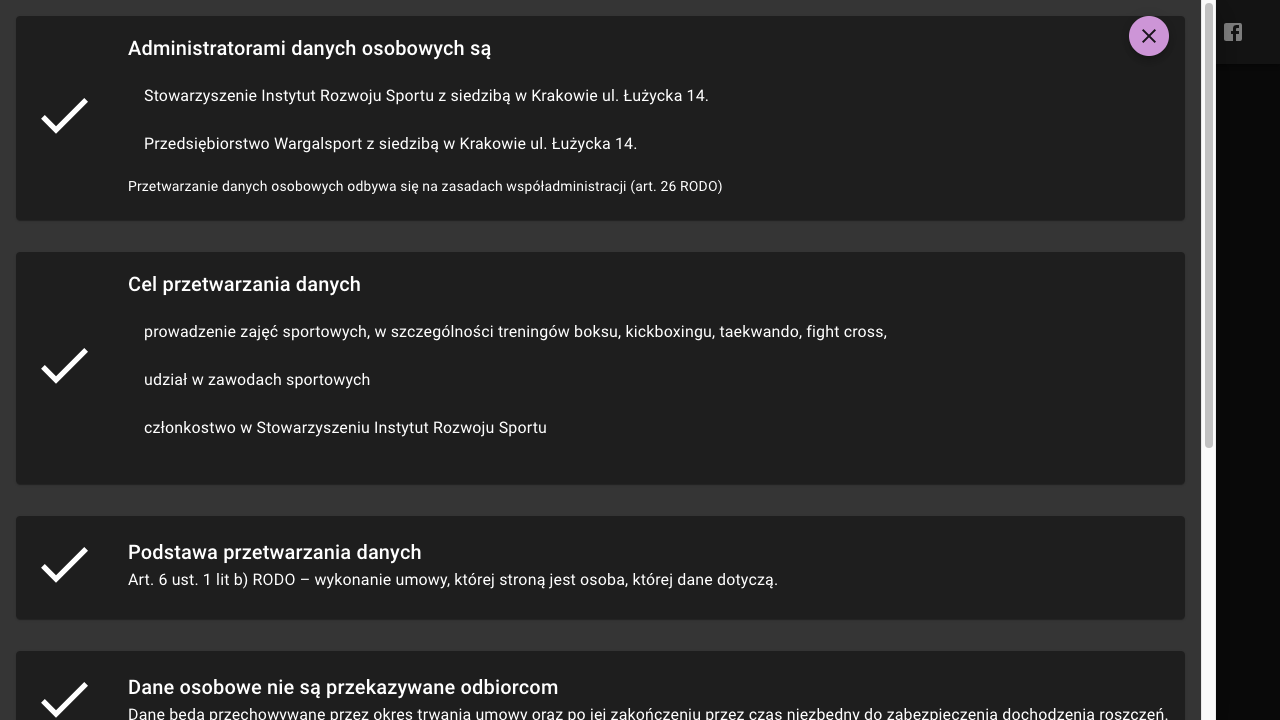 Administratorami danych osobowych są
Stowarzyszenie Instytut Rozwoju Sportu z siedzibą w Krakowie ul. Łużycka 14.
Przedsiębiorstwo Wargalsport z siedzibą w Krakowie ul. Łużycka 14.
Przetwarzanie danych osobowych odbywa się na zasadach współadministracji (art. 26 RODO)
Cel przetwarzania danych
prowadzenie zajęć sportowych, w szczególności treningów boksu, kickboxingu, taekwando, fight cross,
udział w zawodach sportowych
członkostwo w Stowarzyszeniu Instytut Rozwoju Sportu
Podstawa przetwarzania danych
Art. 6 ust. 1 lit b) RODO – wykonanie umowy, której stroną jest osoba, której dane dotyczą.
Dane osobowe nie są przekazywane odbiorcom
Dane będą przechowywane przez okres trwania umowy oraz po jej zakończeniu przez czas niezbędny do zabezpieczenia dochodzenia roszczeń.